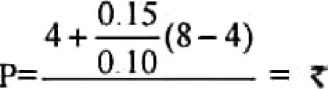 P= 4 + 0.15/0.10 (8 – 4) = ₹